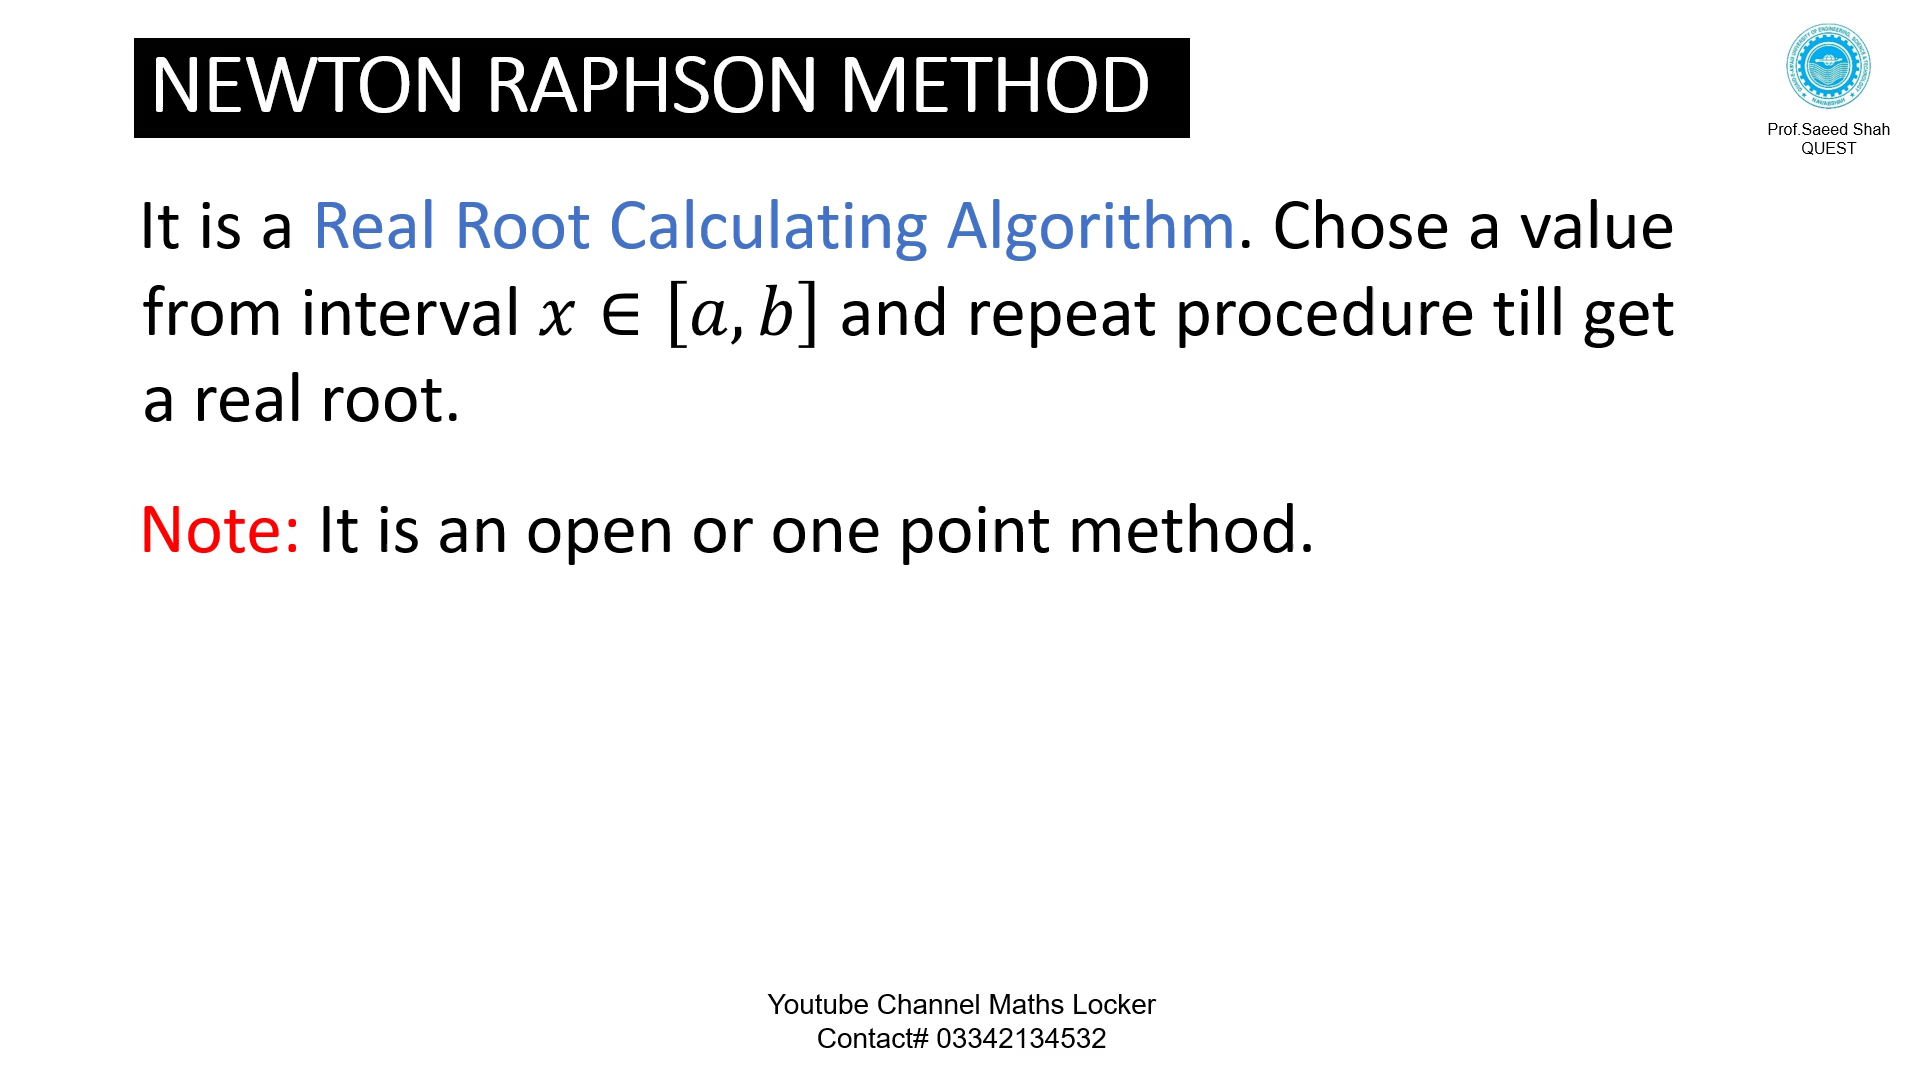 NEWTON RAPHSON METHOD
Prof.Saeed Shah
QUEST
It is a Real Root Calculating Algorithm. Chose a value
from interval x ∈ [a, b] and repeat procedure till get
a real root.
Note: It is an open or one point method.
Youtube Channel Maths Locker
Contact# 03342134532